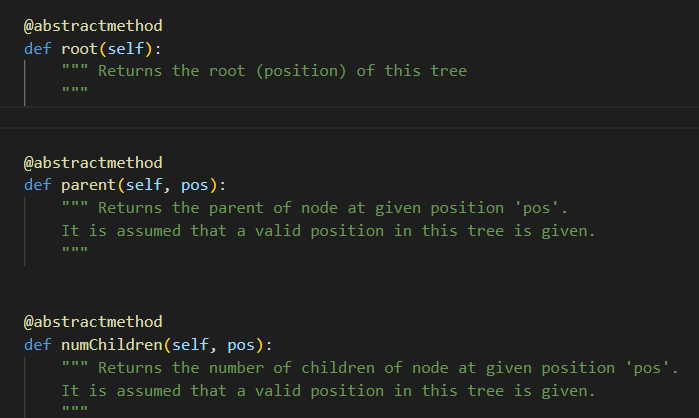 @abstractmethod
def root(self):
""" Returns the root (position) of this tree
"""
@abstractmethod
def parent(self, pos):
""" Returns the parent of node at given position 'pos'.
It is assumed that a valid position in this tree is given.
"""
@abstractmethod
def numChildren(self, pos):
""" Returns the number of children of node at given position 'pos'.
It is assumed that a valid position in this tree is given.
"""